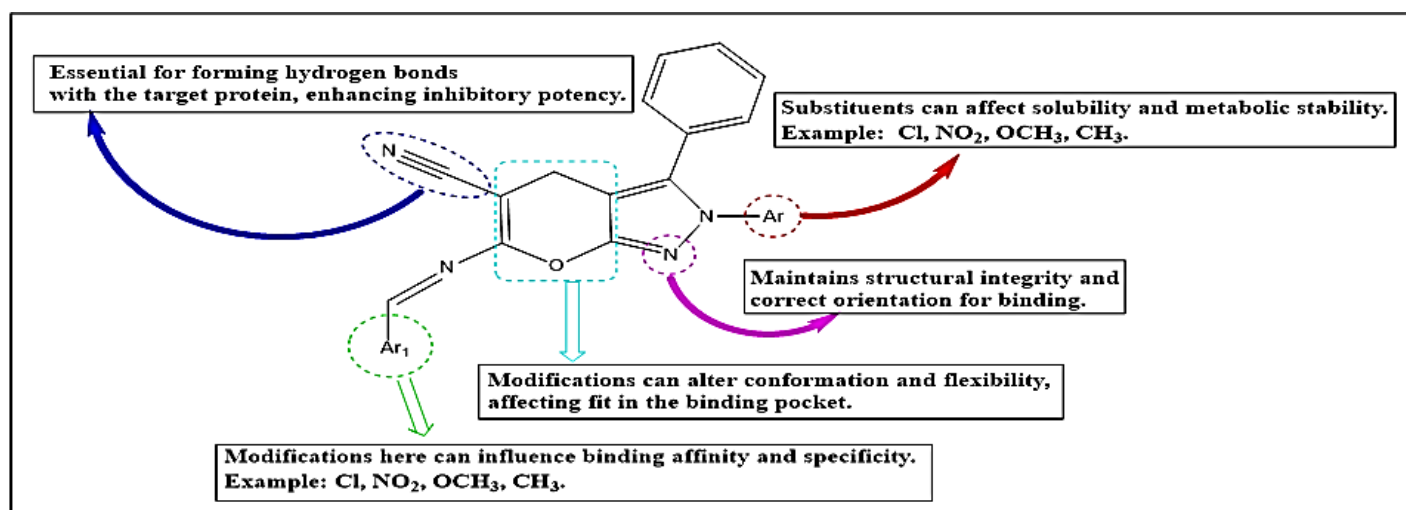 Essential for forming hydrogen bonds
with the target protein, enhancing inhibitory potency.
Substituents can affect solubility and metabolic stability.
Example: Cl, NO₂, OCH₃, CH₃.
N
N
Ar
N
N
O
Maintains structural integrity and
correct orientation for binding.
Ar₁
Modifications can alter conformation and flexibility,
affecting fit in the binding pocket.
Modifications here can influence binding affinity and specificity.
Example: Cl, NO₂, OCH₃, CH₃.